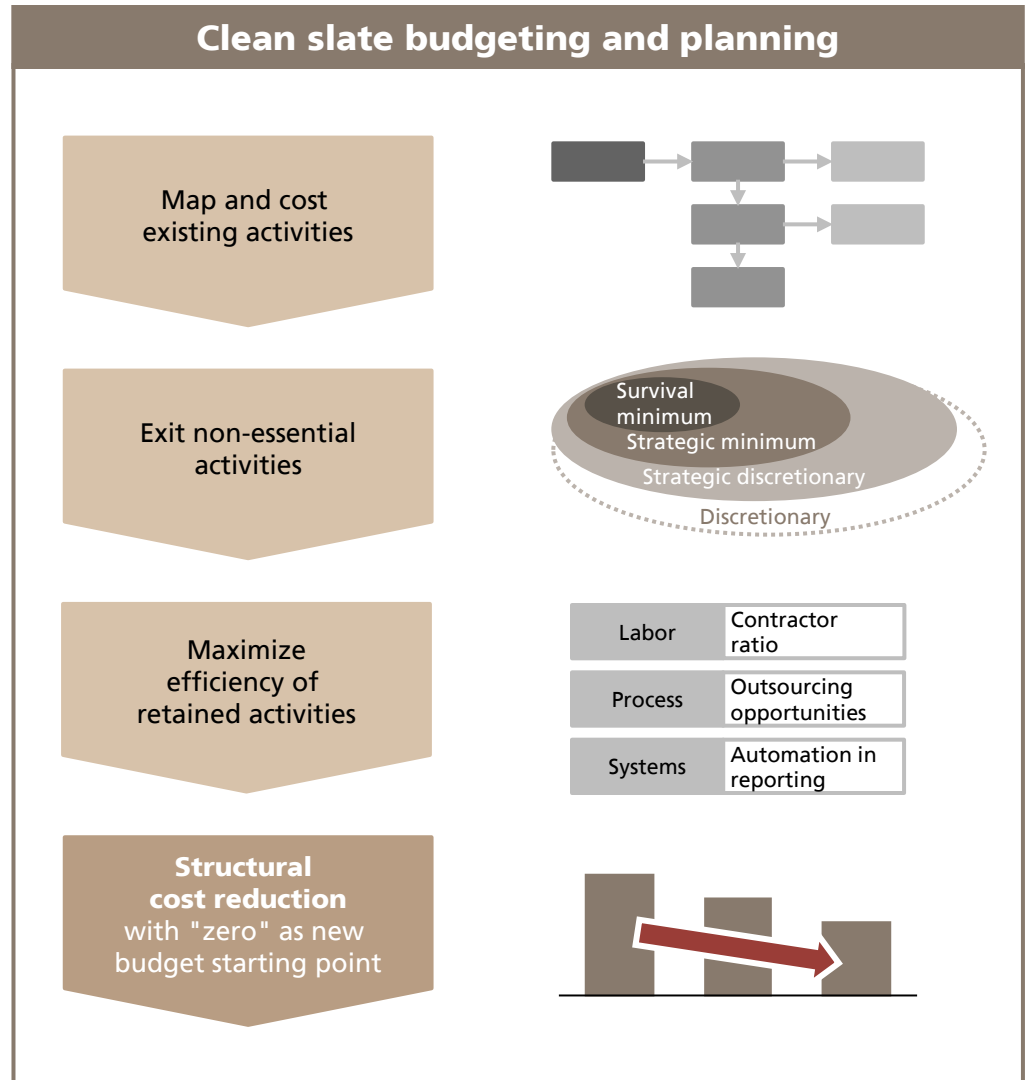 Clean slate budgeting and planning
Map and cost
existing activities
Exit non-essential
activities
Survival
minimum
Strategic minimum
Strategic discretionary
Discretionary
Maximize
efficiency of
retained activities
Labor
Contractor
ratio
Process
Outsourcing
opportunities
Systems
Automation in
reporting
Structural
cost reduction
with "zero" as new
budget starting point